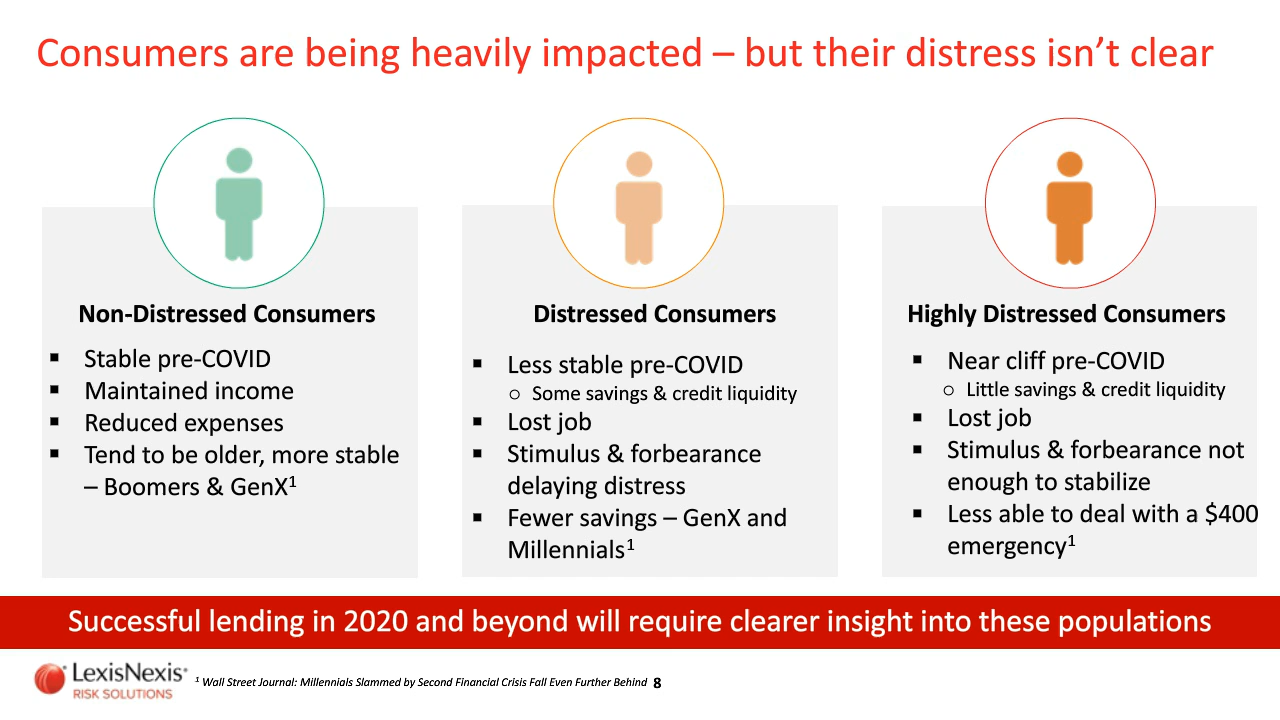 Consumers are being heavily impacted – but their distress isn’t clear
Non-Distressed Consumers
▪ Stable pre-COVID
▪ Maintained income
▪ Reduced expenses
▪ Tend to be older, more stable
– Boomers & GenX¹
Distressed Consumers
▪ Less stable pre-COVID
○ Some savings & credit liquidity
▪ Lost job
▪ Stimulus & forbearance
delaying distress
▪ Fewer savings – GenX and
Millennials¹
Highly Distressed Consumers
▪ Near cliff pre-COVID
○ Little savings & credit liquidity
▪ Lost job
▪ Stimulus & forbearance not
enough to stabilize
▪ Less able to deal with a $400
emergency¹
Successful lending in 2020 and beyond will require clearer insight into these populations
LexisNexis®
RISK SOLUTIONS
¹ Wall Street Journal: Millennials Slammed by Second Financial Crisis Fall Even Further Behind 8